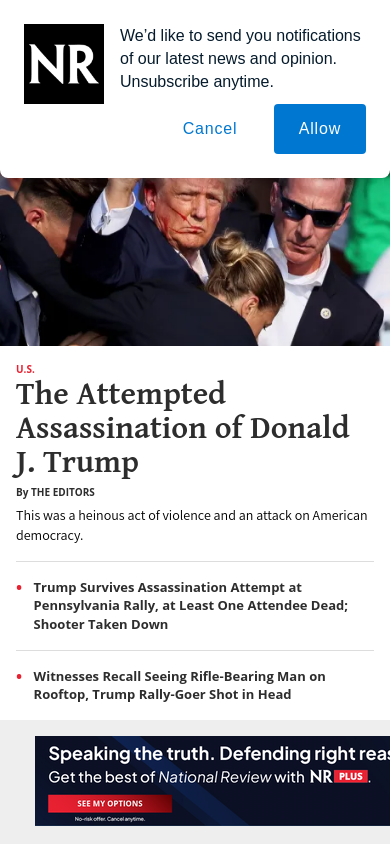 NR
We’d like to send you notifications
of our latest news and opinion.
Unsubscribe anytime.
Cancel
Allow
U.S.
The Attempted
Assassination of Donald
J. Trump
By THE EDITORS
This was a heinous act of violence and an attack on American
democracy.
Trump Survives Assassination Attempt at
Pennsylvania Rally, at Least One Attendee Dead;
Shooter Taken Down
Witnesses Recall Seeing Rifle-Bearing Man on
Rooftop, Trump Rally-Goer Shot in Head
Speaking the truth. Defending right reas
Get the best of National Review with NR PLUS.
SEE MY OPTIONS
No-risk offer. Cancel anytime.